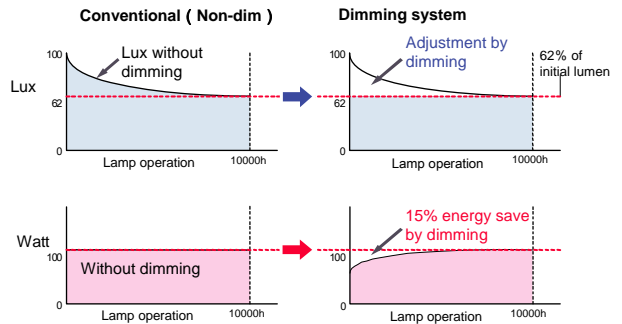 Conventional ( Non-dim )
Dimming system
Lux
100
62
0
Lux without
dimming
Lamp operation
10000h
100
62
0
Adjustment by
dimming
62% of
initial lumen
Lamp operation
10000h
Watt
100
0
Without dimming
Lamp operation
10000h
100
0
15% energy save
by dimming
Lamp operation
10000h